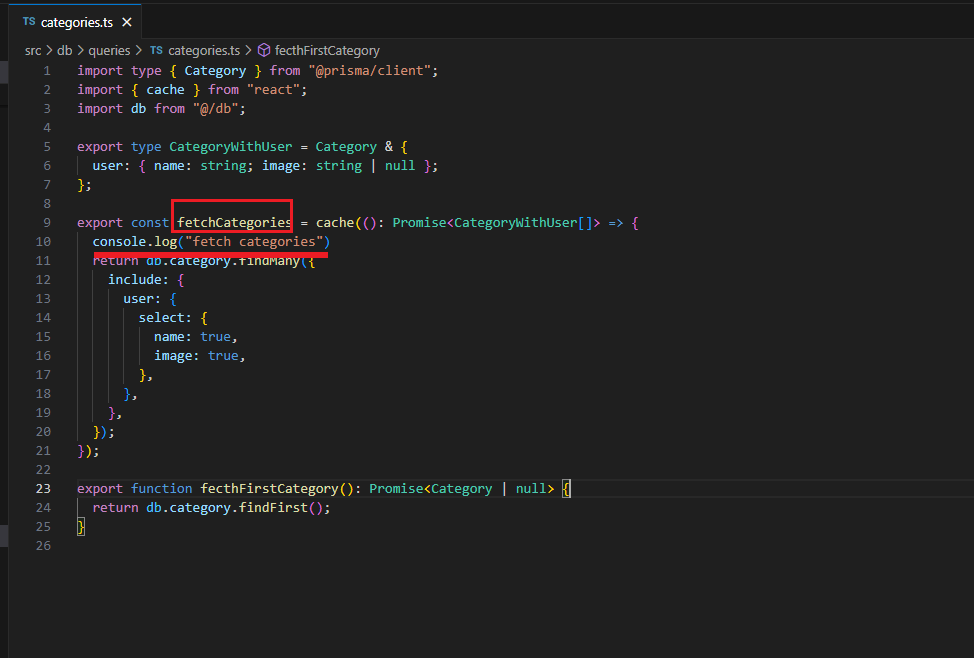 TS categories.ts ×
src > db > queries > TS categories.ts > fecthFirstCategory
1 import type { Category } from "@prisma/client";
2 import { cache } from "react";
3 import db from "@/db";
4
5 export type CategoryWithUser = Category & {
6 user: { name: string; image: string | null };
7 };
8
9 export const fetchCategories = cache((): Promise<CategoryWithUser[]> => {
10 console.log("fetch categories")
11 return db.category.findMany({
12 include: {
13 user: {
14 select: {
15 name: true,
16 image: true,
17 },
18 },
19 },
20 });
21 });
22
23 export function fecthFirstCategory(): Promise<Category | null> {
24 return db.category.findFirst();
25 }
26